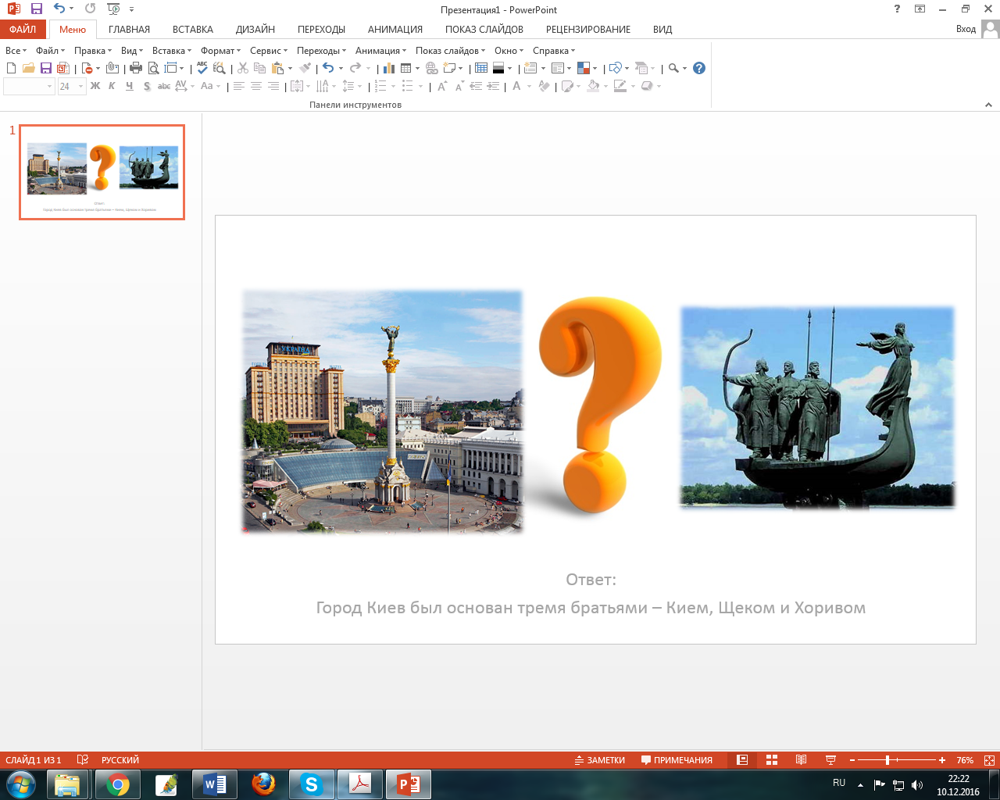 Презентация1 - PowerPoint
ФАЙЛ Меню ГЛАВНАЯ ВСТАВКА ДИЗАЙН ПЕРЕХОДЫ АНИМАЦИЯ ПОКАЗ СЛАЙДОВ РЕЦЕНЗИРОВАНИЕ ВИД Вход
Все Файл Правка Вид Вставка Формат Сервис Переходы Анимация Показ слайдов Окно Справка
24 Ж К Ч S abc AV Aa
Панели инструментов
1
Ответ:
Город Киев был основан тремя братьями – Кием, Щеком и Хоривом
УКРАЇНА
HOTEL
Ответ:
Город Киев был основан тремя братьями – Кием, Щеком и Хоривом
СЛАЙД 1 ИЗ 1 РУССКИЙ ЗАМЕТКИ ПРИМЕЧАНИЯ 76%
RU 22:22
10.12.2016